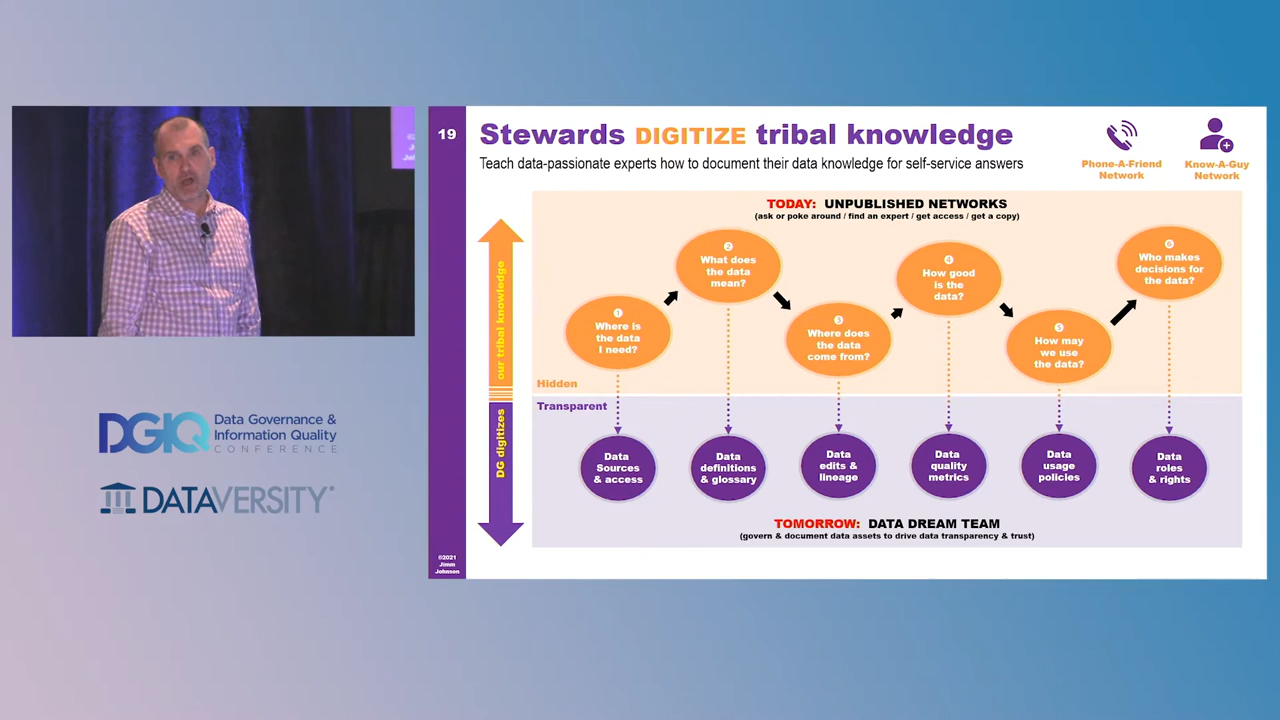 19
Stewards DIGITIZE tribal knowledge
Teach data-passionate experts how to document their data knowledge for self-service answers
Phone-A-Friend
Network
Know-A-Guy
Network
TODAY: UNPUBLISHED NETWORKS
(ask or poke around / find an expert / get access / get a copy)
our tribal knowledge
DG digitizes
1
Where is
the data
I need?
2
What does
the data
mean?
3
Where does
the data
come from?
4
How good
is the
data?
5
How may
we use
the data?
6
Who makes
decisions for
the data?
Hidden
Transparent
Data
Sources
& access
Data
definitions
& glossary
Data
edits &
lineage
Data
quality
metrics
Data
usage
policies
Data
roles
& rights
TOMORROW: DATA DREAM TEAM
(govern & document data assets to drive data transparency & trust)
©2021
Jimm
Johnson
DGIQ
Data Governance &
Information Quality
CONFERENCE
DATAVERSITY